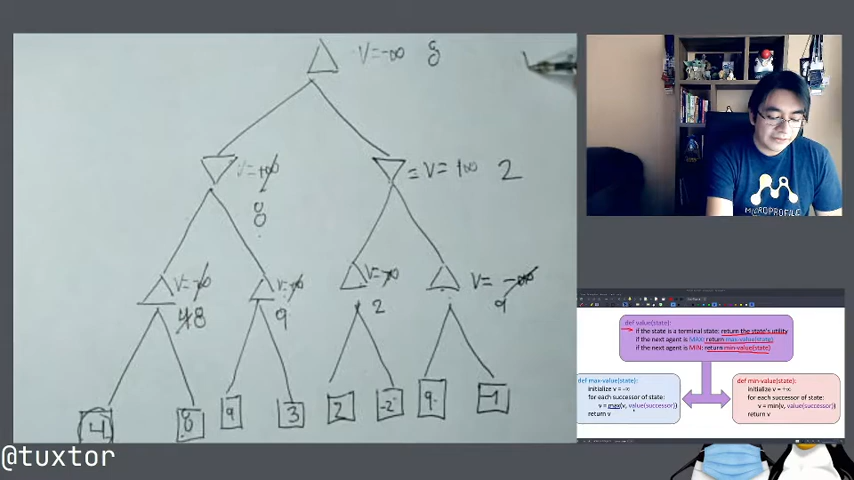 V=-∞ 8
V=+∞
8
= V= +∞ 2
V=-∞
4 8
V=-∞
9
V=-∞
2
V= -∞
9
-4 8 9 3 2 -2 9 -1
MICROPROFILE
def value(state):
if the state is a terminal state: return the state's utility
if the next agent is MAX: return max-value(state)
if the next agent is MIN: return min-value(state)
def max-value(state):
initialize v = -∞
for each successor of state:
v = max(v, value(successor))
return v
def min-value(state):
initialize v = +∞
for each successor of state:
v = min(v, value(successor))
return v
@tuxtor